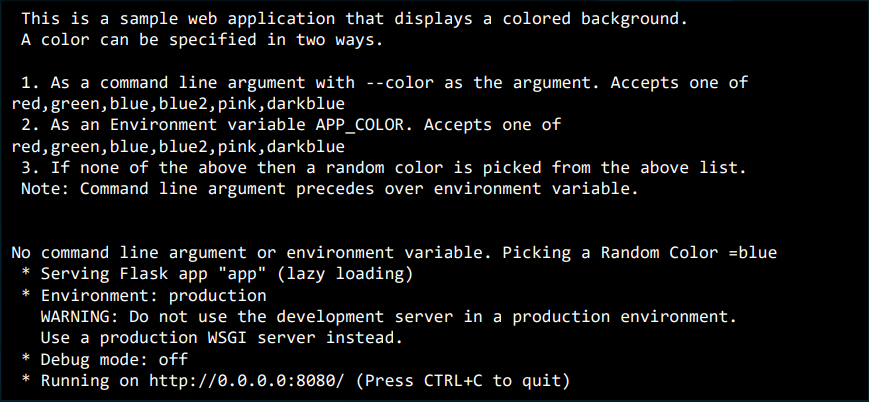 This is a sample web application that displays a colored background.
A color can be specified in two ways.
1. As a command line argument with --color as the argument. Accepts one of
red,green,blue,blue2,pink,darkblue
2. As an Environment variable APP_COLOR. Accepts one of
red,green,blue,blue2,pink,darkblue
3. If none of the above then a random color is picked from the above list.
Note: Command line argument precedes over environment variable.
No command line argument or environment variable. Picking a Random Color =blue
* Serving Flask app "app" (lazy loading)
* Environment: production
WARNING: Do not use the development server in a production environment.
Use a production WSGI server instead.
* Debug mode: off
* Running on http://0.0.0.0:8080/ (Press CTRL+C to quit)